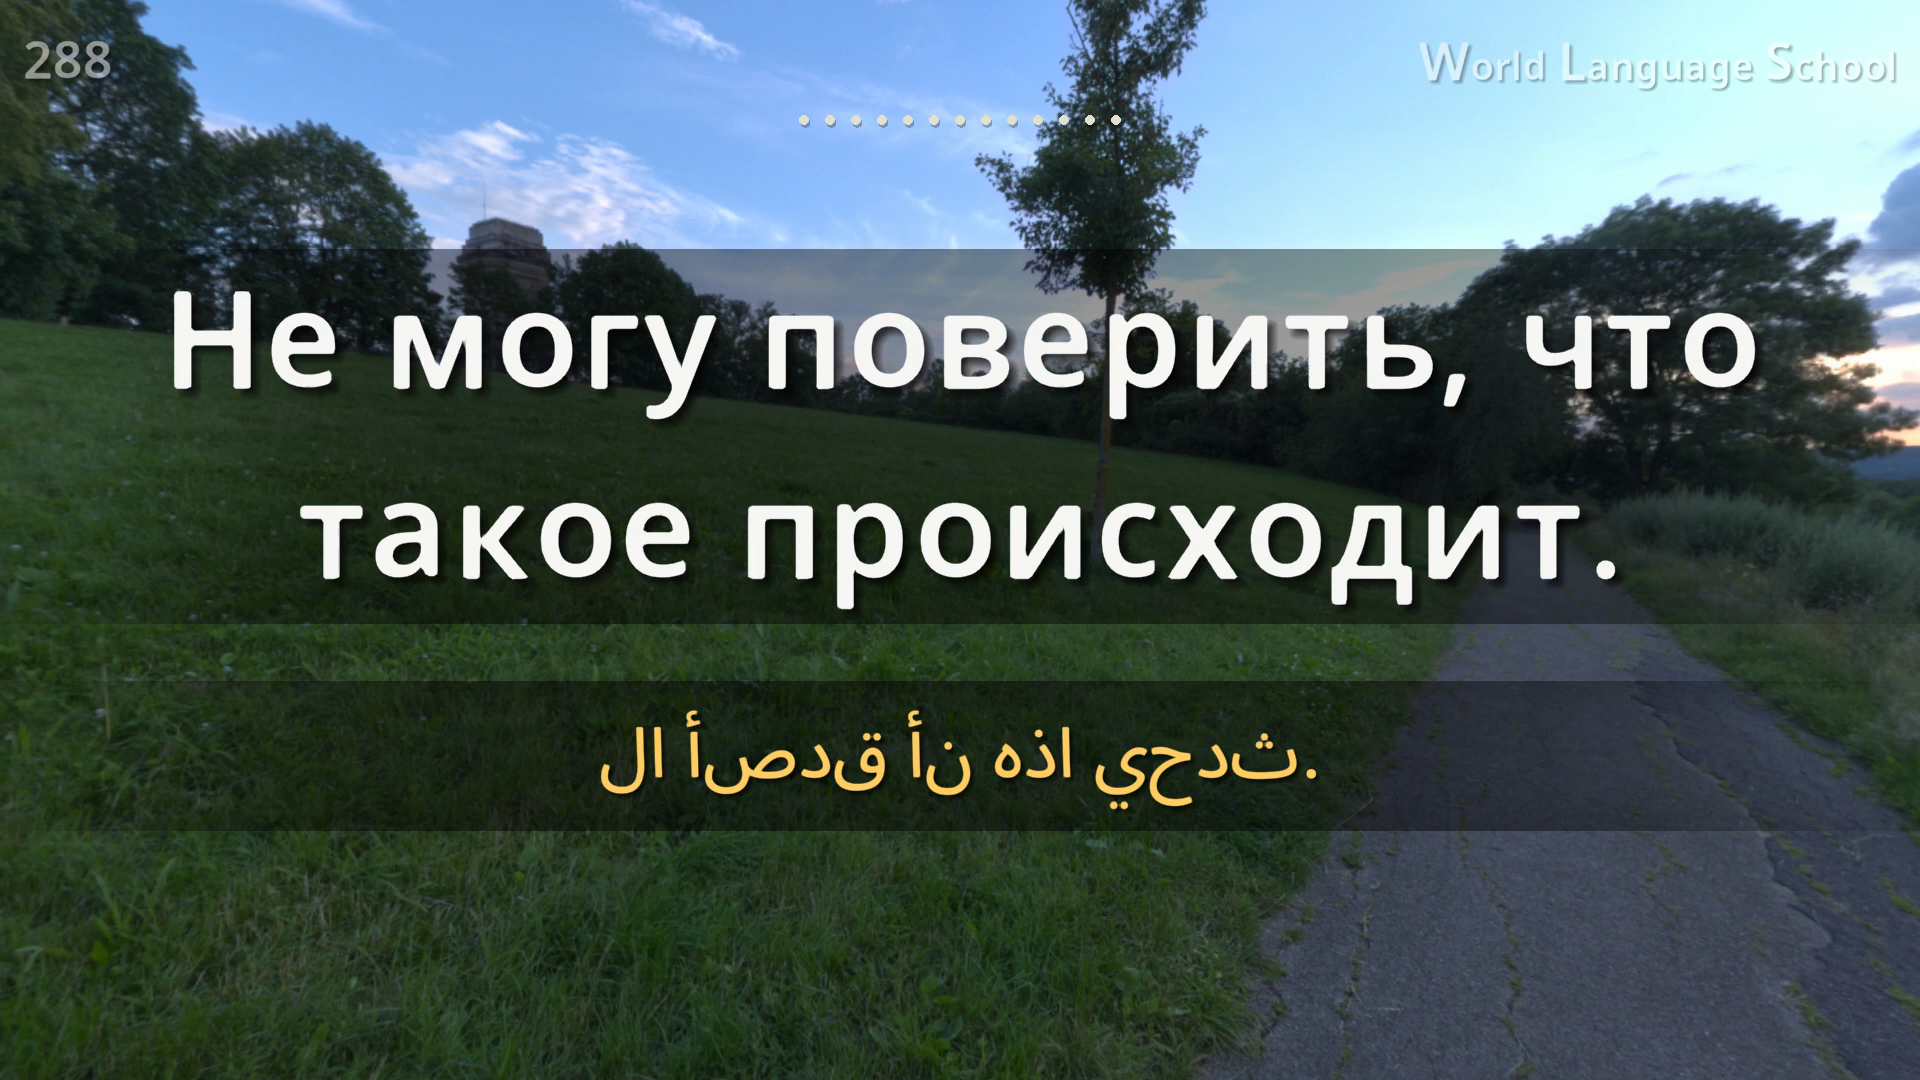 288
World Language School
Не могу поверить, что
такое происходит.
لا أصدق أن هذا يحدث.